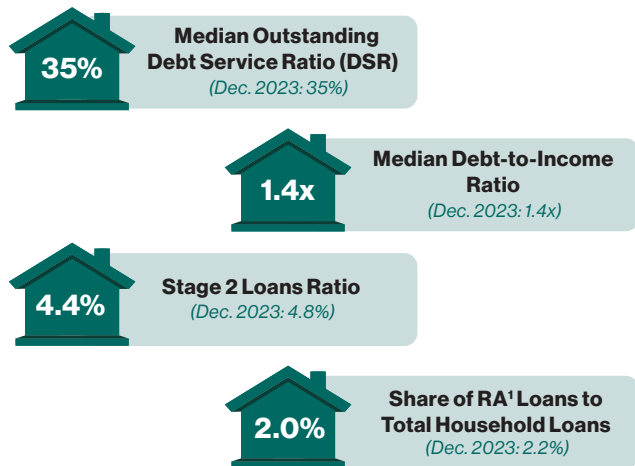 35%
Median Outstanding
Debt Service Ratio (DSR)
(Dec. 2023: 35%)
1.4x
Median Debt-to-Income
Ratio
(Dec. 2023: 1.4x)
4.4%
Stage 2 Loans Ratio
(Dec. 2023: 4.8%)
2.0%
Share of RA¹ Loans to
Total Household Loans
(Dec. 2023: 2.2%)